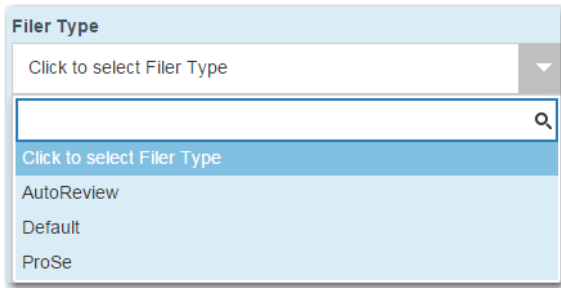 Filer Type
Click to select Filer Type
Click to select Filer Type
AutoReview
Default
ProSe